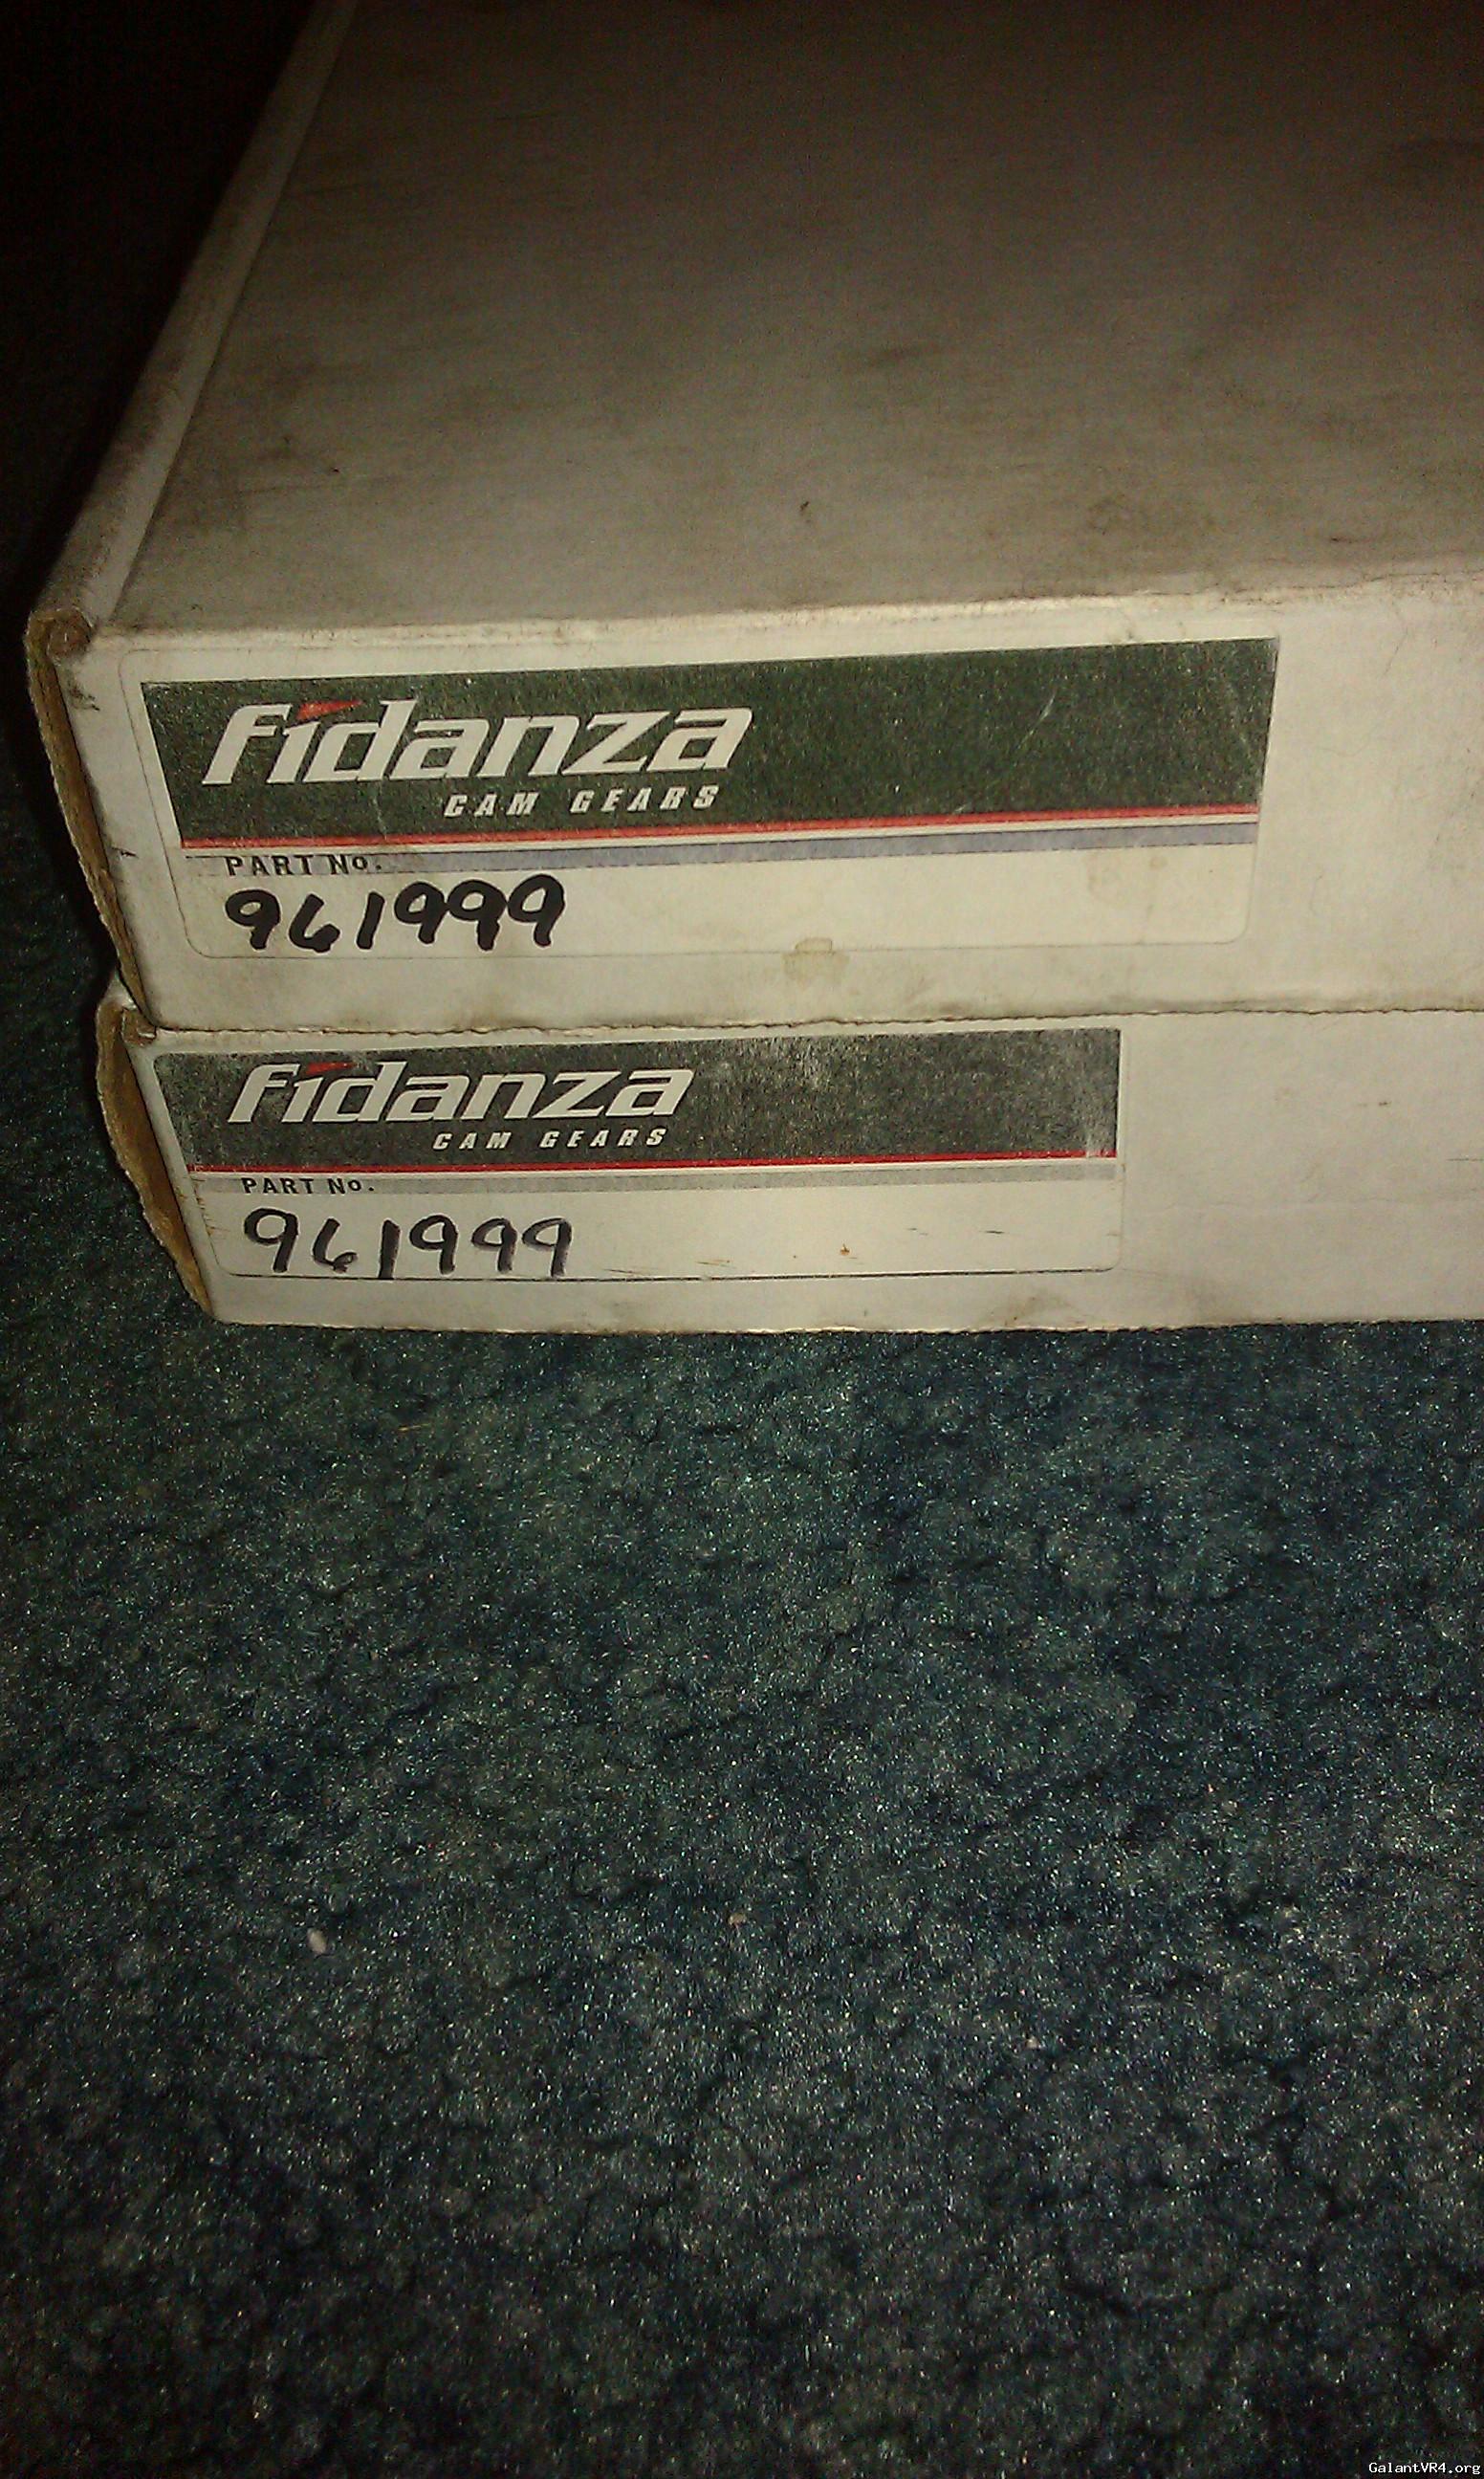 fidanza
CAM GEARS
PART No.
961999
fidanza
CAM GEARS
PART No.
961999
GalantVR4.org